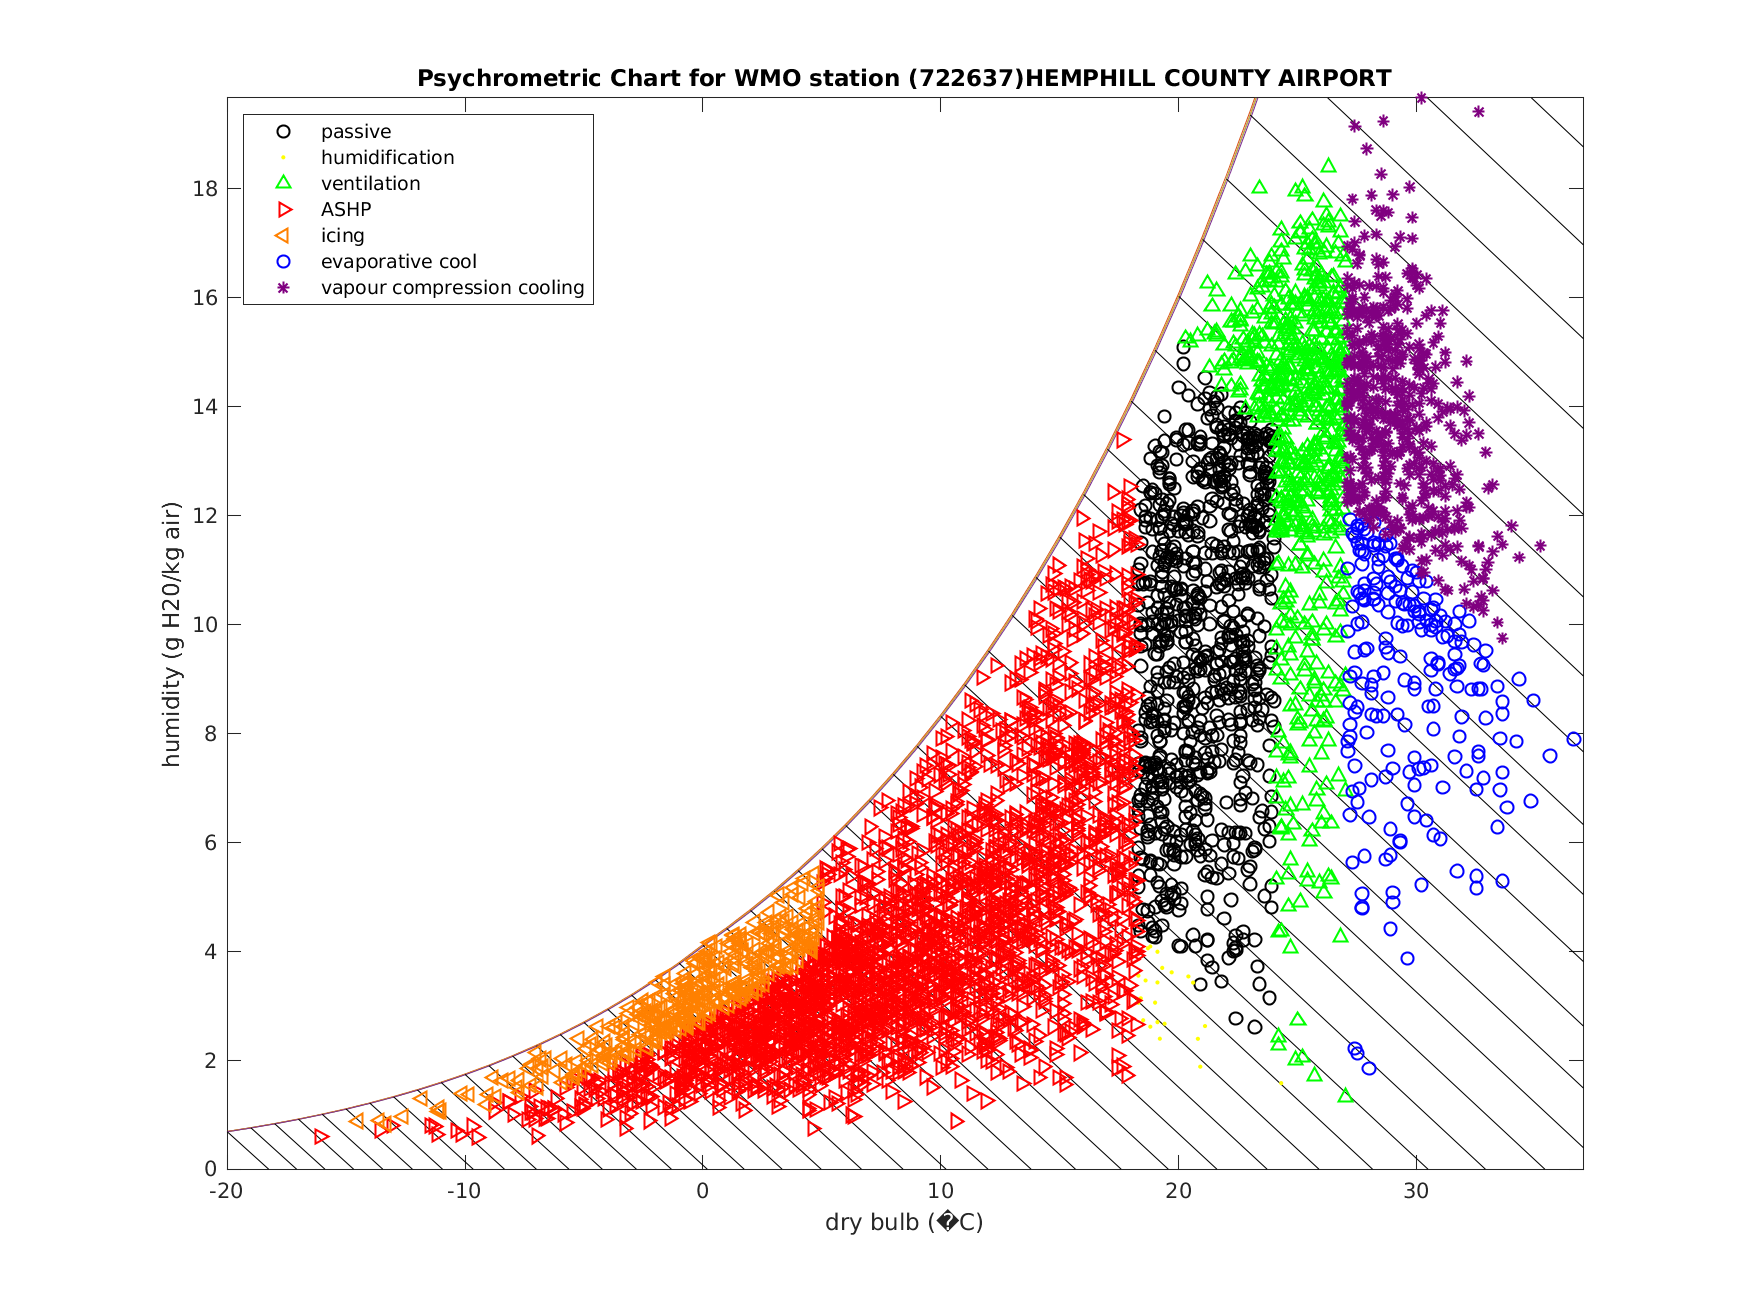 Psychrometric Chart for WMO station (722637)HEMPHILL COUNTY AIRPORT
passive
humidification
ventilation
ASHP
icing
evaporative cool
vapour compression cooling
humidity (g H20/kg air)
18
16
14
12
10
8
6
4
2
0
-20
-10
0
10
20
30
dry bulb (�C)